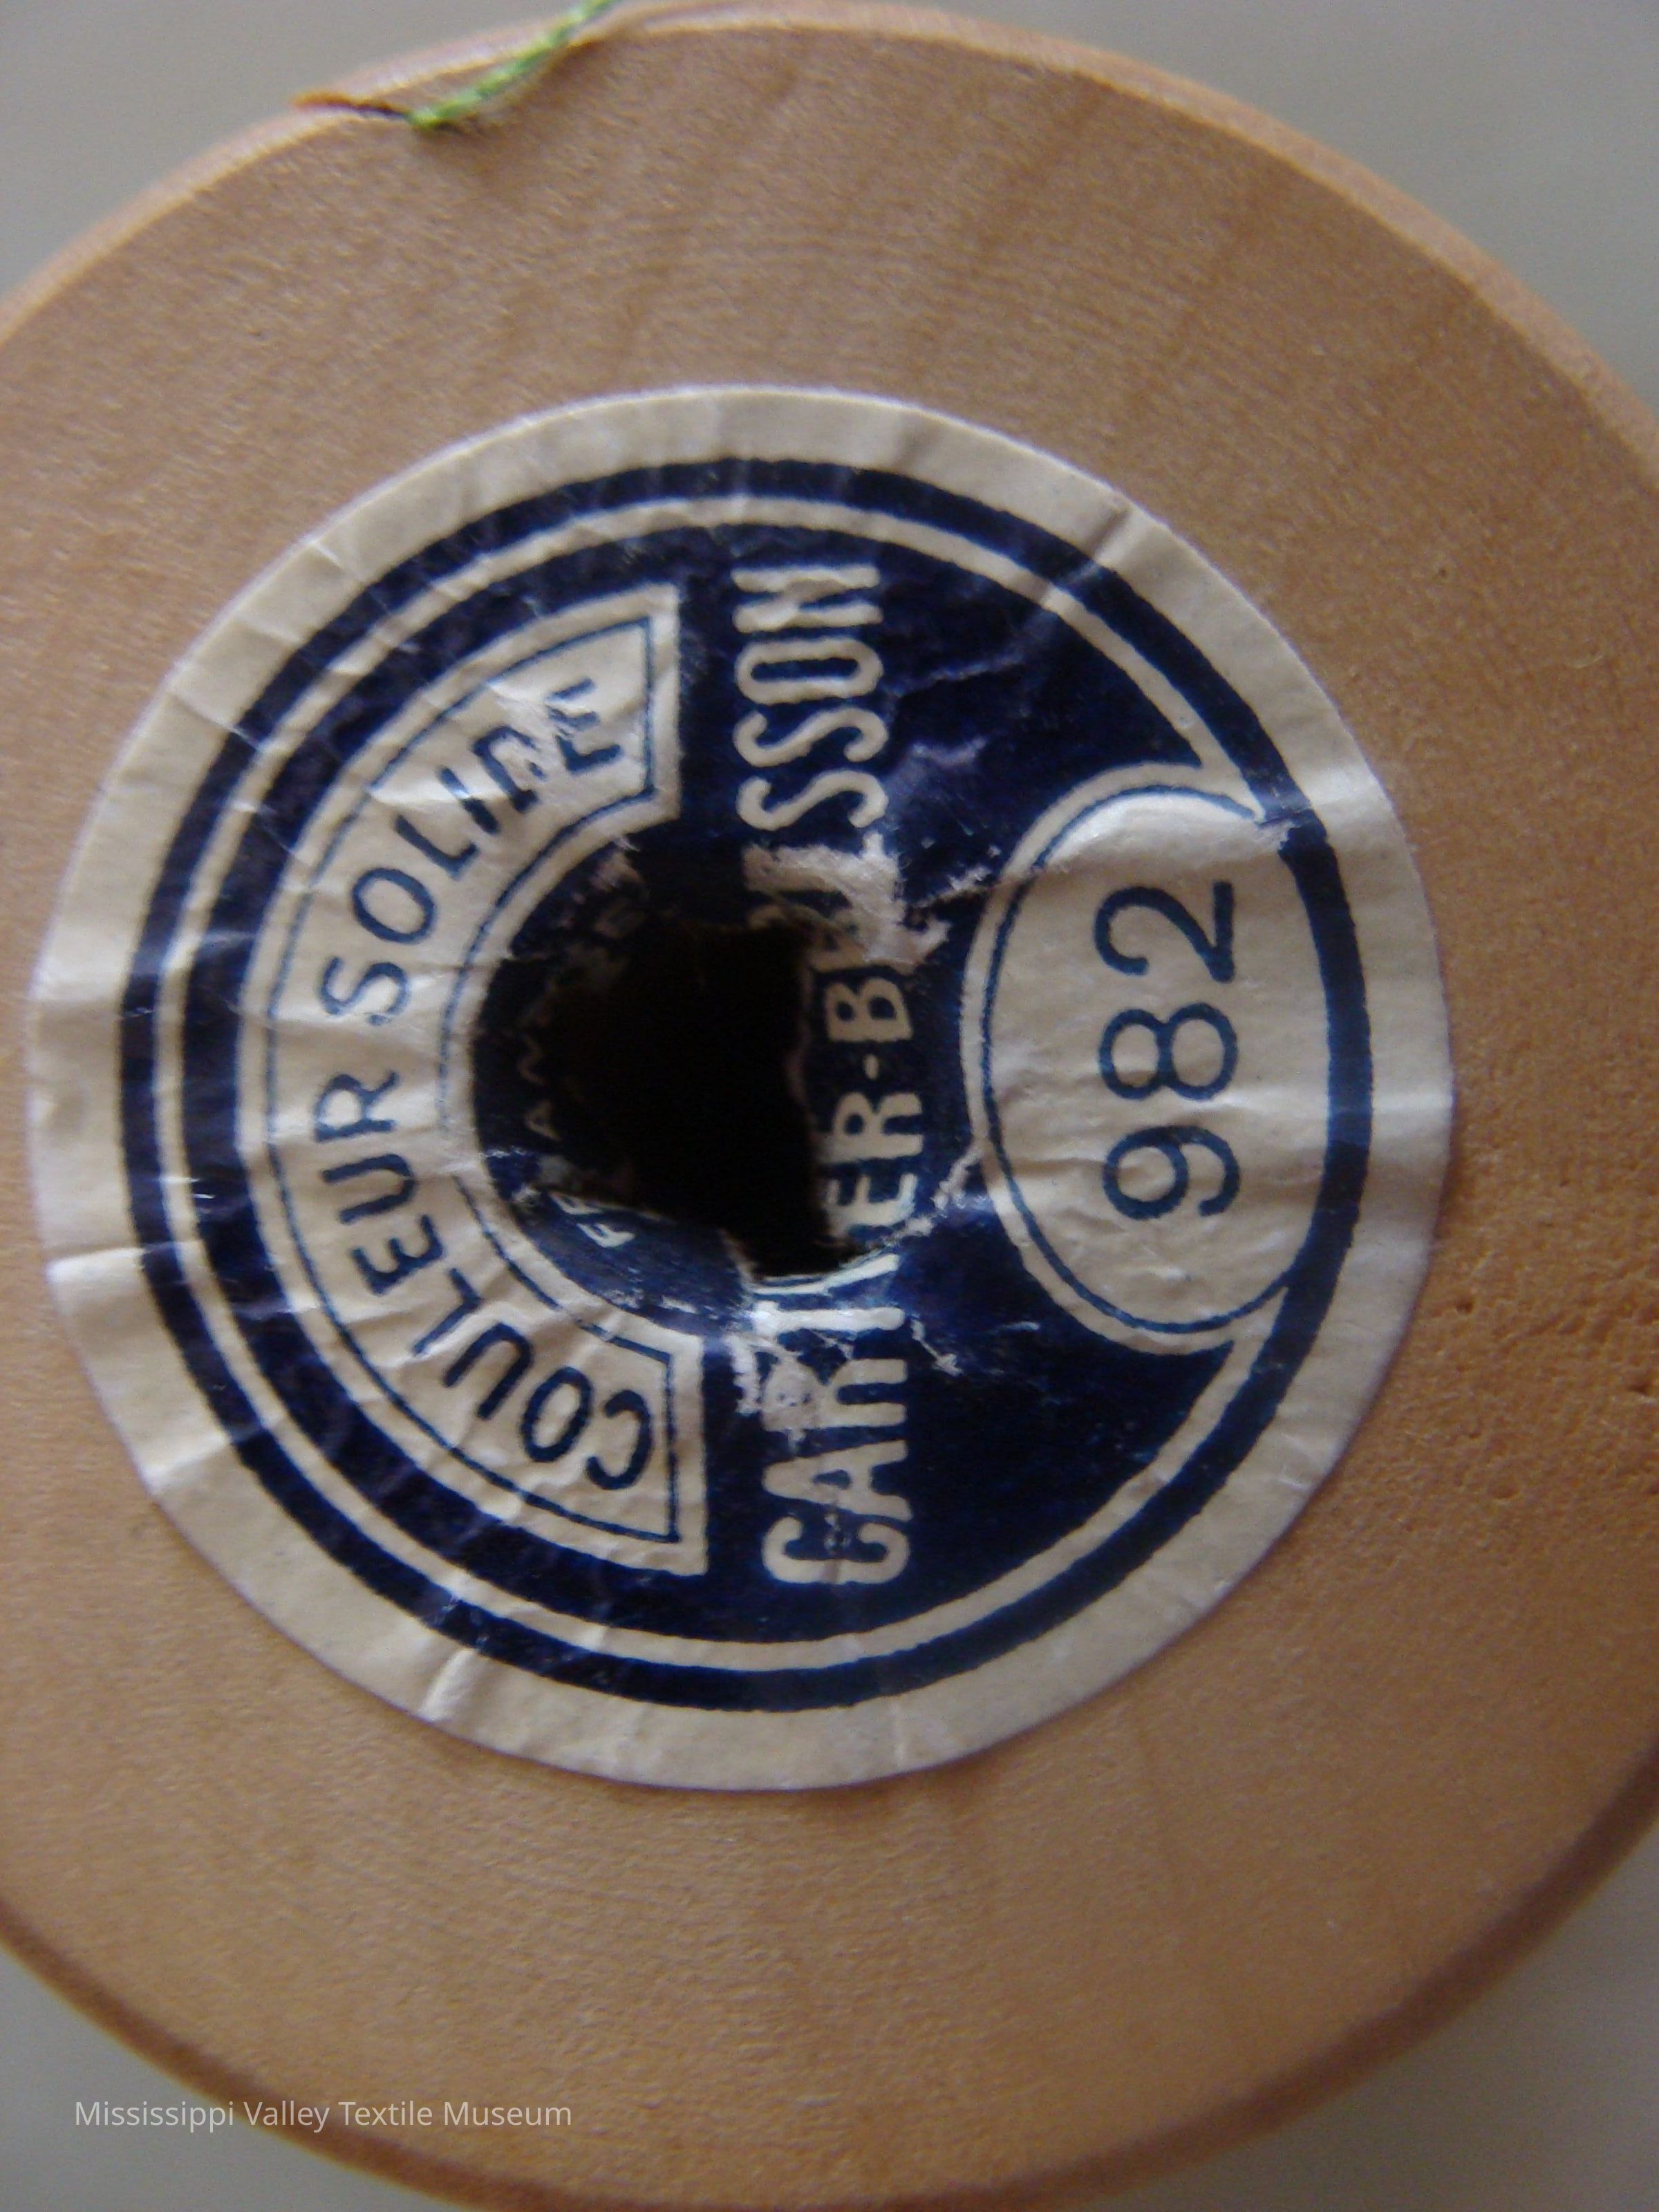 COULEUR SOLIDE
CARTIER-BRESSON
982
Mississippi Valley Textile Museum